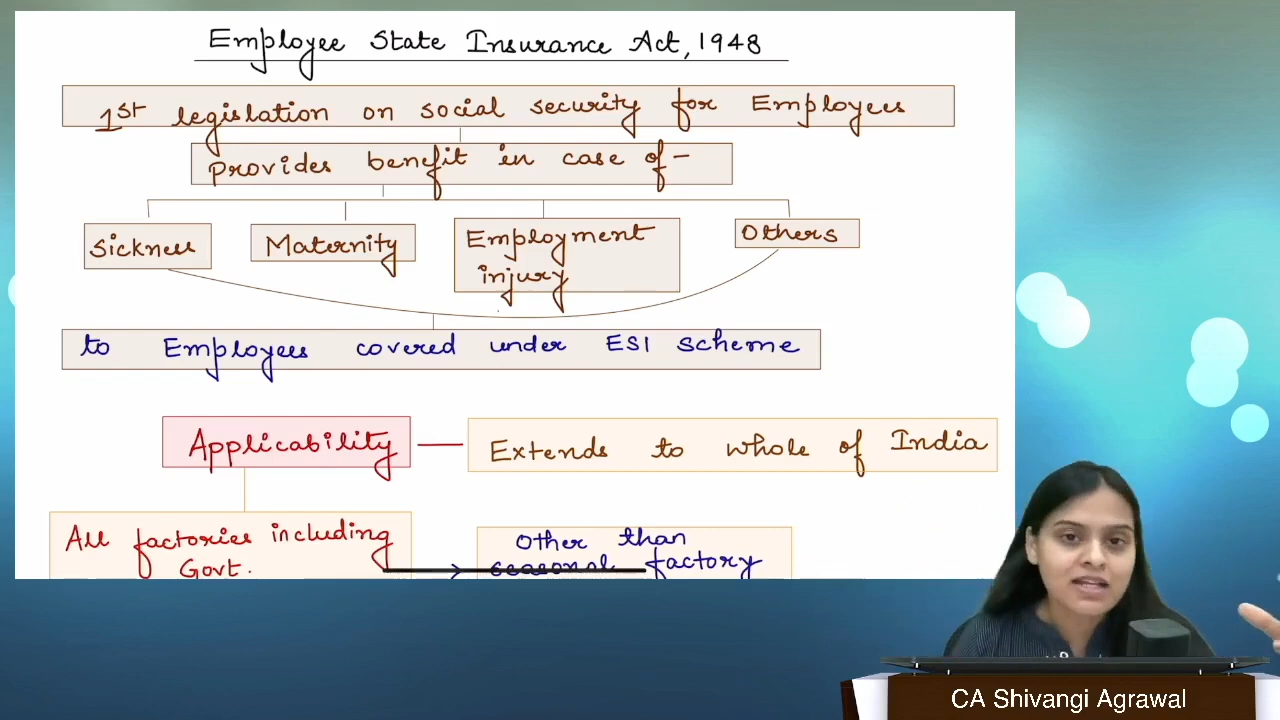 Employee State Insurance Act, 1948
1st legislation on social security for Employees
provides benefit in case of -
Sickness
Maternity
Employment
injury
Others
to Employees covered under ESI scheme
Applicability
Extends to whole of India
All factories including
Govt.
Other than
seasonal factory
CA Shivangi Agrawal